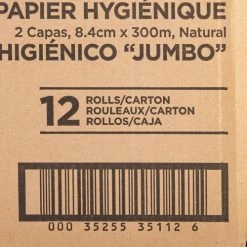 PAPIER HYGIÉNIQUE
2 Capas, 8.4cm x 300m, Natural
HIGIÉNICO "JUMBO"
12 ROLLS/CARTON
ROULEAUX/CARTON
ROLLOS/CAJA
000 35255 35112 6